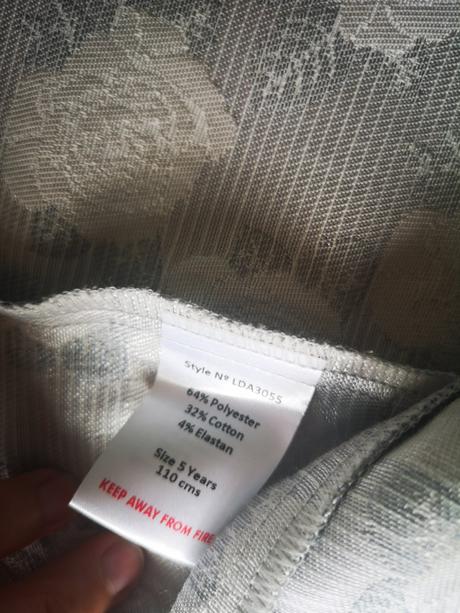 Style Nº LDA3055
64% Polyester
32% Cotton
4% Elastan
Size 5 Years
110 cms
KEEP AWAY FROM FIRE